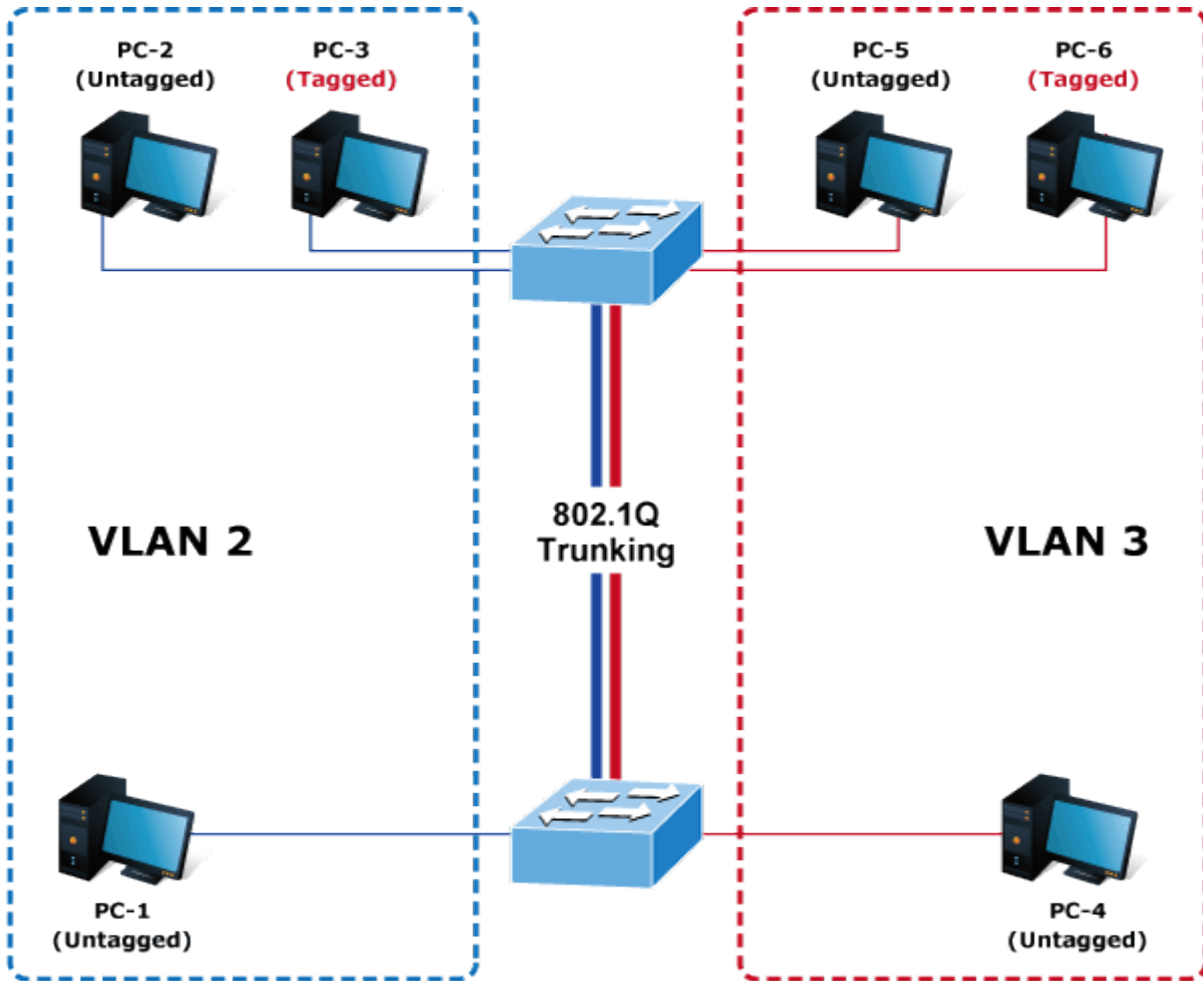 PC-2
(Untagged)
PC-3
(Tagged)
PC-5
(Untagged)
PC-6
(Tagged)
802.1Q
Trunking
VLAN 2
VLAN 3
PC-1
(Untagged)
PC-4
(Untagged)